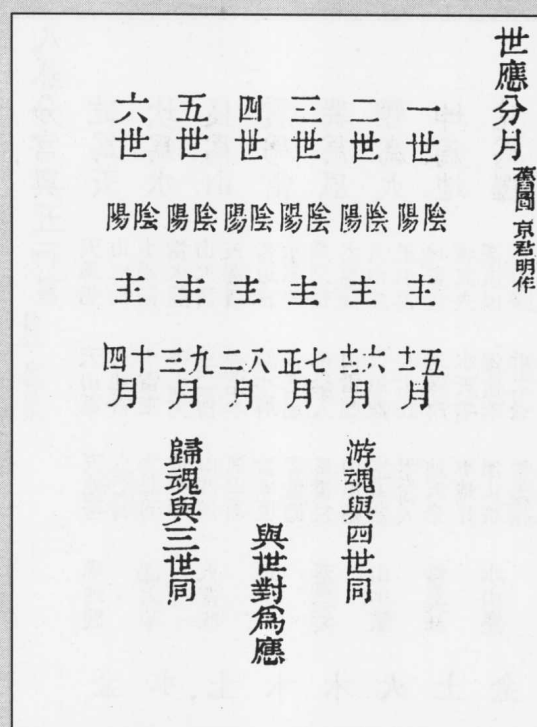 世應分月 舊圖 京君明作
一世陰陽主五十一月
二世陰陽主六十二月
三世陰陽主七正月
四世陰陽主八二月
五世陰陽主九三月
六世陰陽主十四月
游魂與四世同
與世對爲應
歸魂與三世同